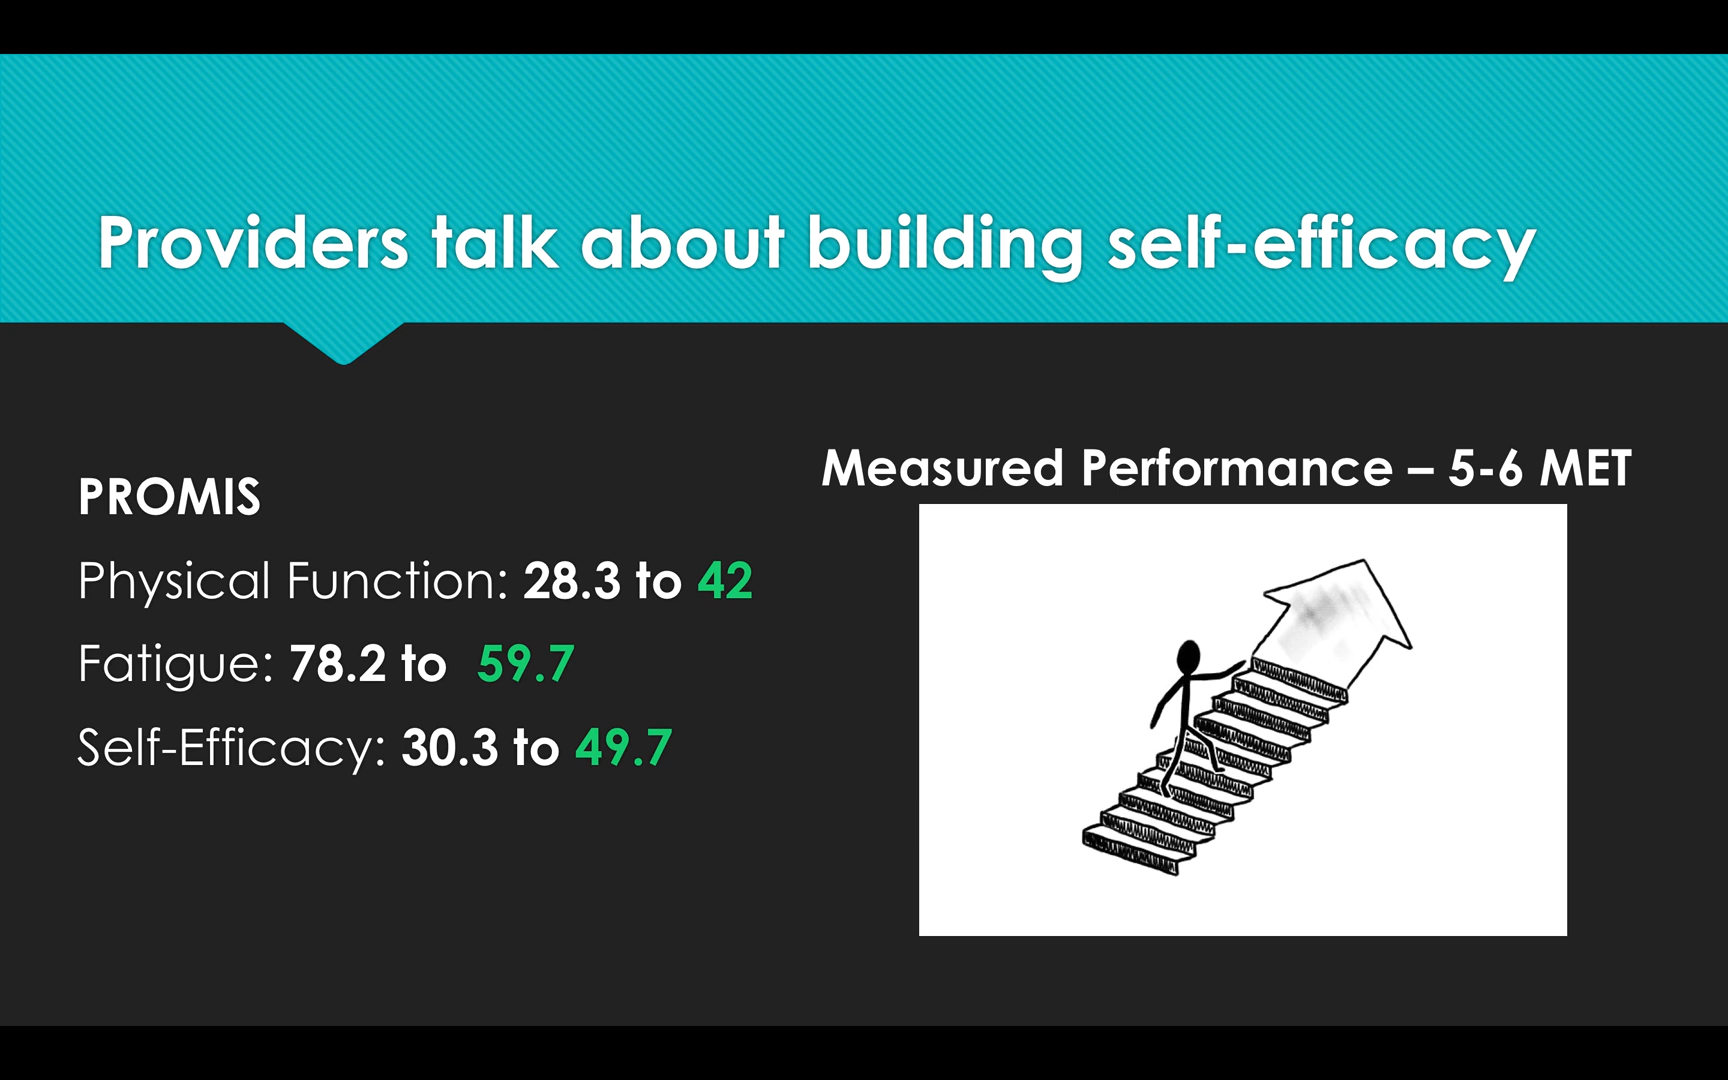 Providers talk about building self-efficacy
PROMIS
Physical Function: 28.3 to 42
Fatigue: 78.2 to 59.7
Self-Efficacy: 30.3 to 49.7
Measured Performance – 5-6 MET